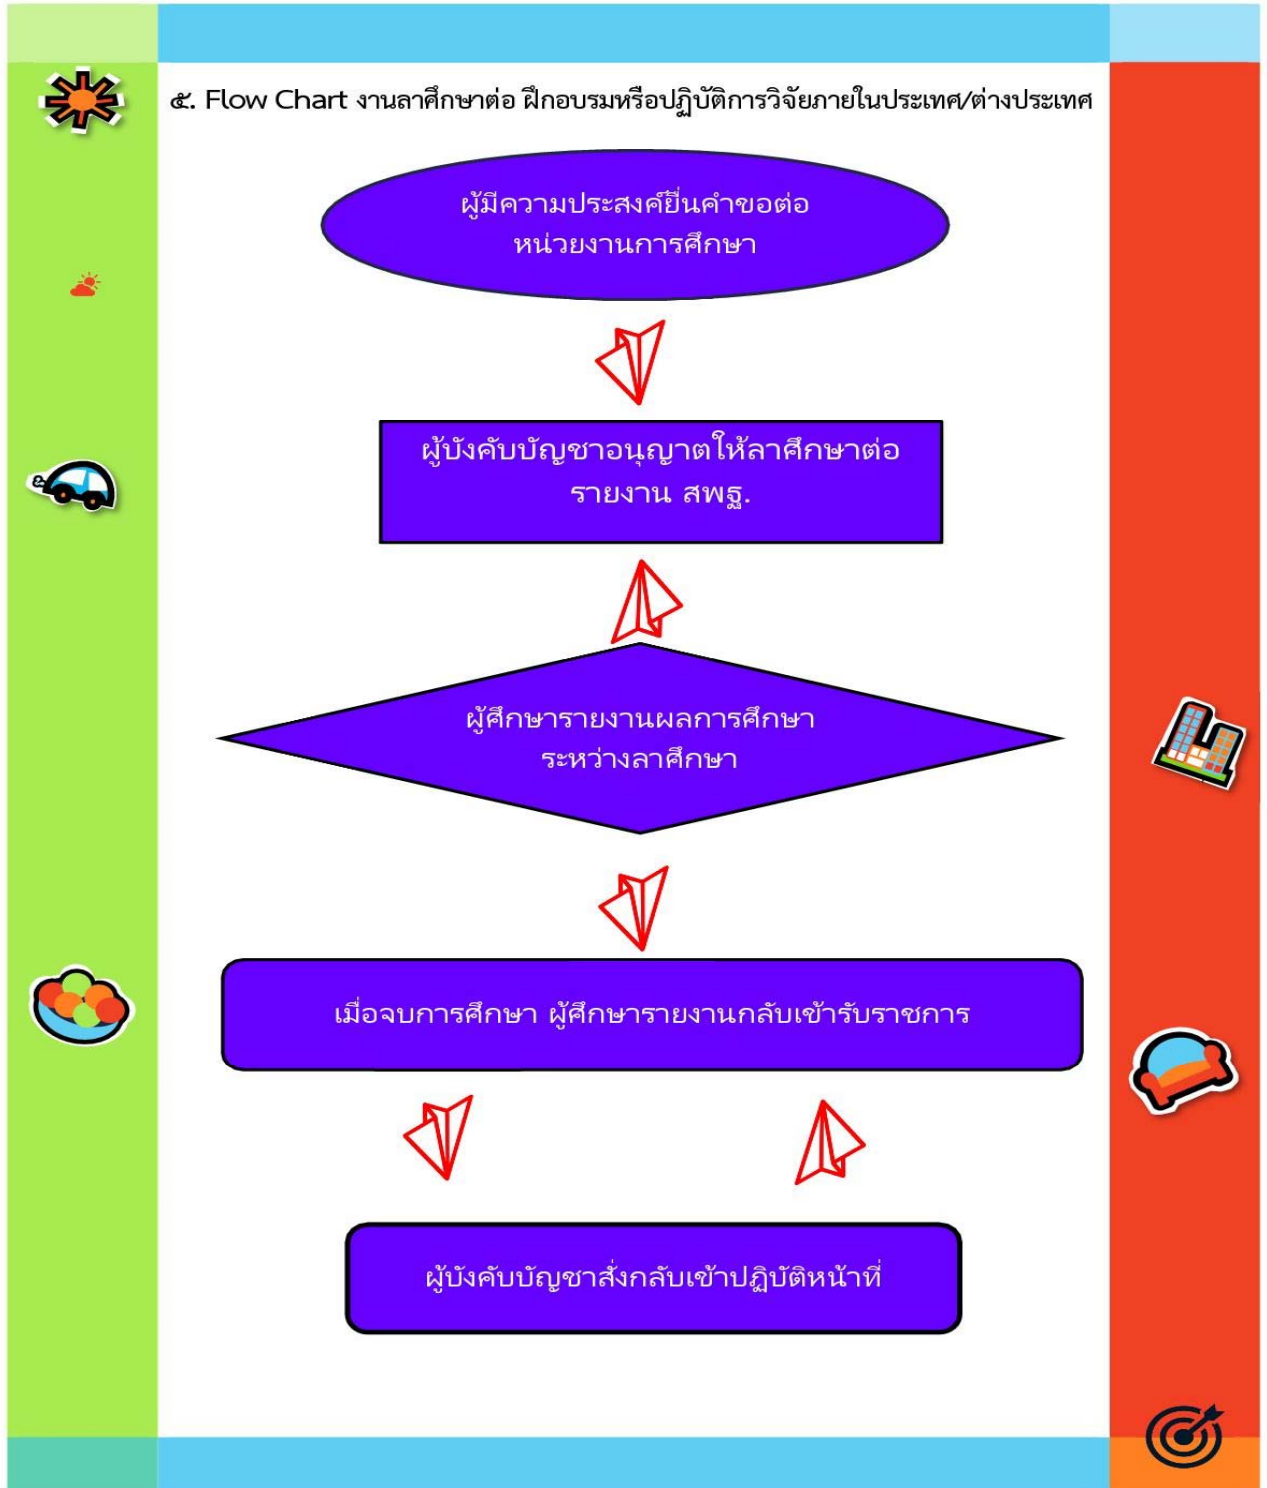 ๕. Flow Chart งานลาศึกษาต่อ ฝึกอบรมหรือปฏิบัติการวิจัยภายในประเทศ/ต่างประเทศ
ผู้มีความประสงค์ยื่นคำขอต่อ
หน่วยงานการศึกษา
ผู้บังคับบัญชาอนุญาตให้ลาศึกษาต่อ
รายงาน สพฐ.
ผู้ศึกษารายงานผลการศึกษา
ระหว่างลาศึกษา
เมื่อจบการศึกษา ผู้ศึกษารายงานกลับเข้ารับราชการ
ผู้บังคับบัญชาสั่งกลับเข้าปฏิบัติหน้าที่